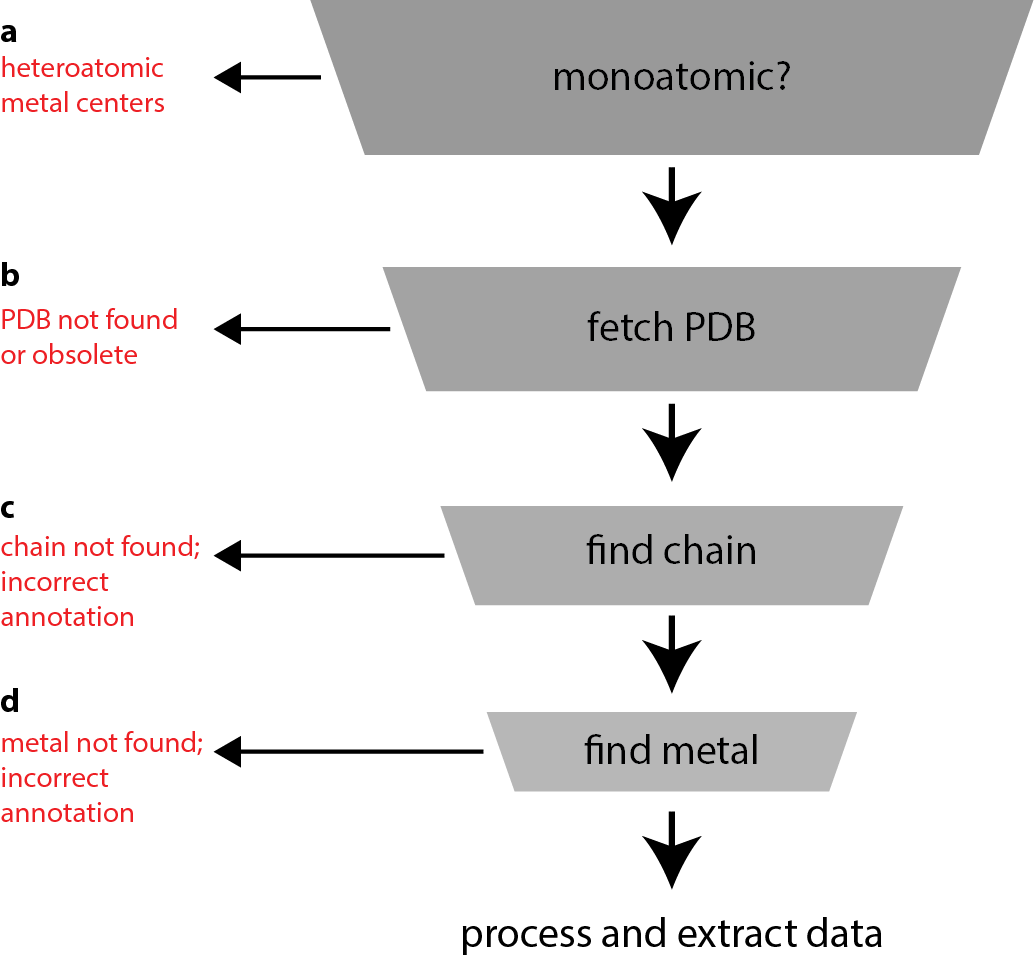 a
heteroatomic
metal centers
monoatomic?
b
PDB not found
or obsolete
fetch PDB
c
chain not found;
incorrect
annotation
find chain
d
metal not found;
incorrect
annotation
find metal
process and extract data